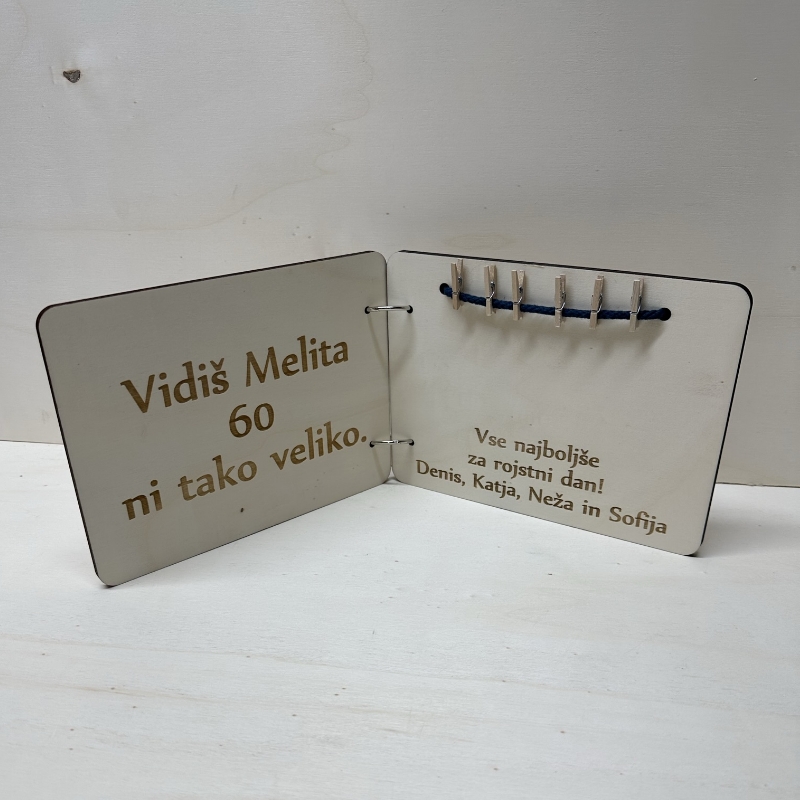 Vidiš Melita
60
ni tako veliko.
Vse najboljše
za rojstni dan!
Denis, Katja, Neža in Sofija